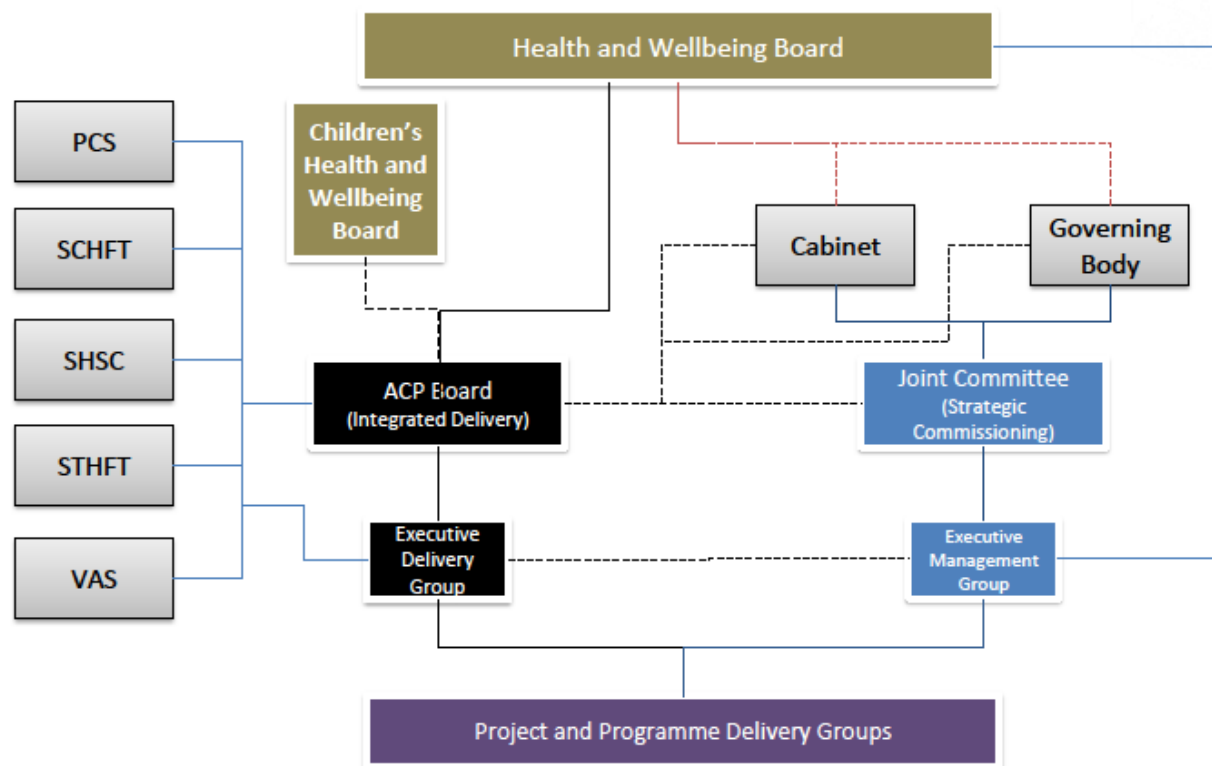 Health and Wellbeing Board
PCS
SCHFT
SHSC
STHFT
VAS
Children’s
Health and
Wellbeing
Board
Cabinet
Governing
Body
ACP Board
(Integrated Delivery)
Joint Committee
(Strategic
Commissioning)
Executive
Delivery
Group
Executive
Management
Group
Project and Programme Delivery Groups